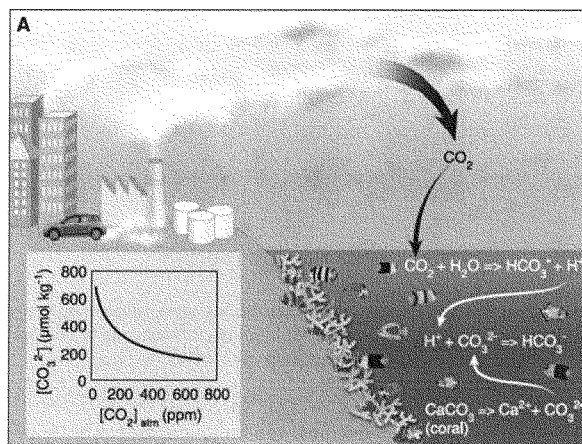 A
CO₂
CO₂ + H₂O => HCO₃⁺ + H⁺
H⁺ + CO₃²⁻ => HCO₃⁻
CaCO₃ => Ca²⁺ + CO₃²⁻
(coral)
800
600
400
200
0
0 200 400 600 800
[CO₃²⁻] (μmol kg⁻¹)
[CO₂]atm (ppm)